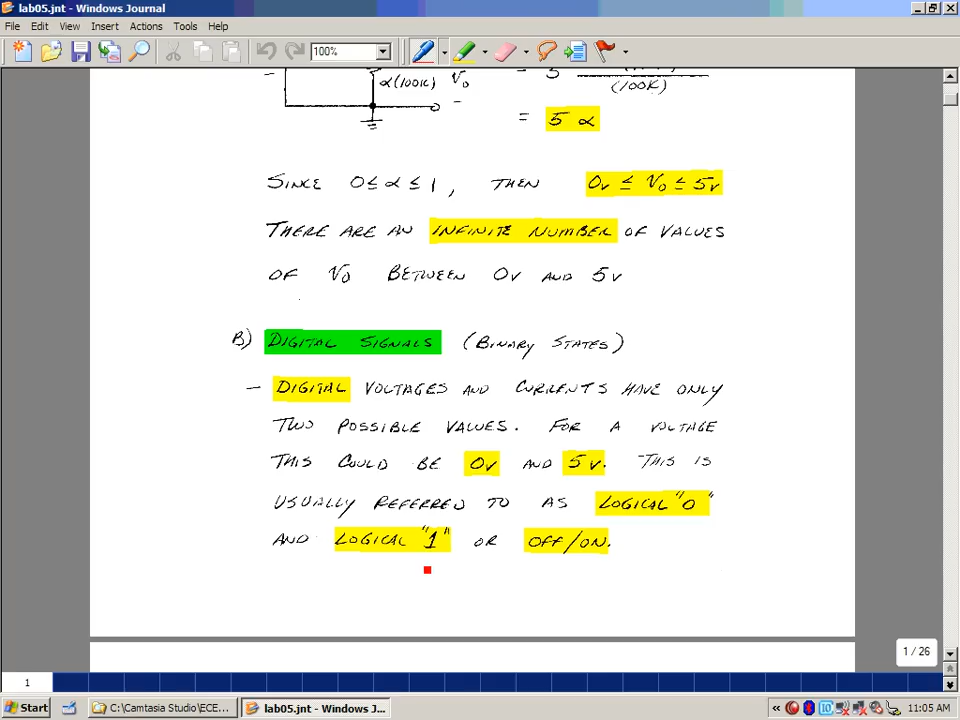 lab05.jnt - Windows Journal
File Edit View Insert Actions Tools Help
100%
α(100K) Vo
= 5
(100K)
= 5 α
SINCE 0 ≤ α ≤ 1, THEN 0v ≤ Vo ≤ 5v
THERE ARE AN INFINITE NUMBER OF VALUES
OF Vo BETWEEN 0v AND 5v
B) DIGITAL SIGNALS (BINARY STATES)
- DIGITAL VOLTAGES AND CURRENTS HAVE ONLY
TWO POSSIBLE VALUES. FOR A VOLTAGE
THIS COULD BE 0v AND 5v. THIS IS
USUALLY REFERRED TO AS LOGICAL "0"
AND LOGICAL "1" OR OFF/ON.
1 / 26
1
Start C:\Camtasia Studio\ECE... lab05.jnt - Windows J... 11:05 AM